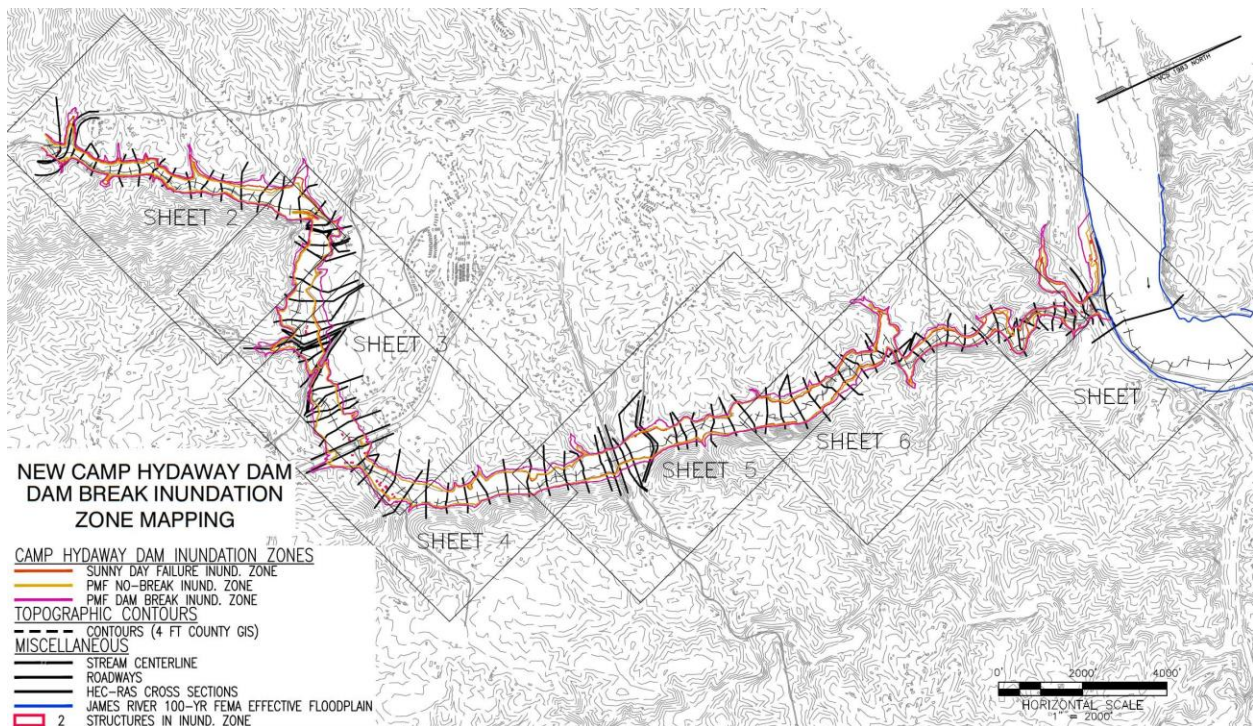 NCS 1983 NORTH
SHEET 2
SHEET 3
SHEET 7
SHEET 6
SHEET 5
SHEET 4
NEW CAMP HYDAWAY DAM
DAM BREAK INUNDATION
ZONE MAPPING
CAMP HYDAWAY DAM INUNDATION ZONES
SUNNY DAY FAILURE INUND. ZONE
PMF NO-BREAK INUND. ZONE
PMF DAM BREAK INUND. ZONE
TOPOGRAPHIC CONTOURS
CONTOURS (4 FT COUNTY GIS)
MISCELLANEOUS
STREAM CENTERLINE
ROADWAYS
HEC-RAS CROSS SECTIONS
JAMES RIVER 100-YR FEMA EFFECTIVE FLOODPLAIN
2 STRUCTURES IN INUND. ZONE
0' 2000' 4000'
HORIZONTAL SCALE
1" = 2000'